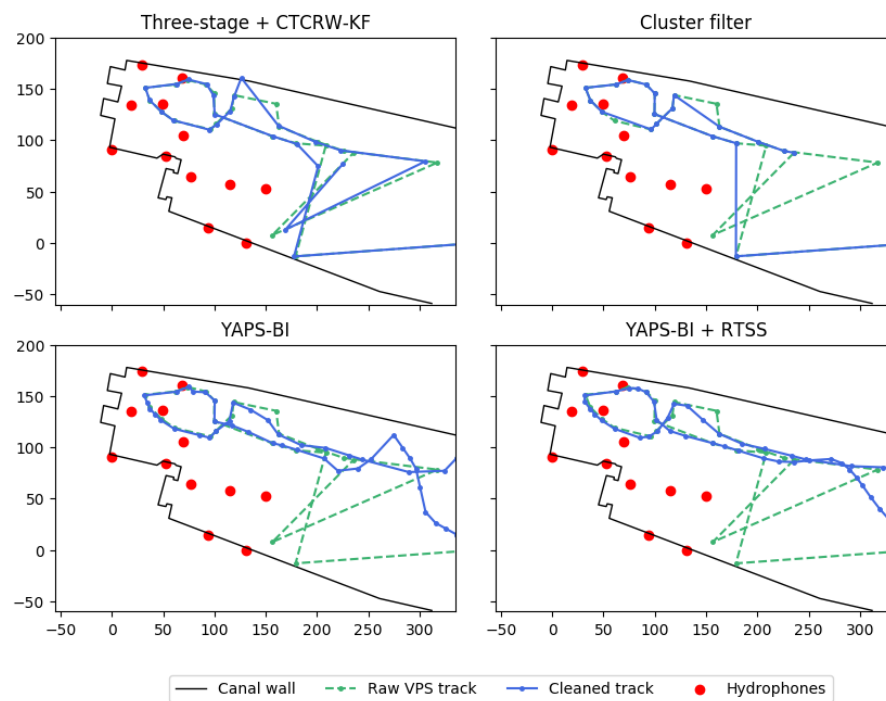 Three-stage + CTCRW-KF
Cluster filter
200
150
100
50
0
−50
YAPS-BI
YAPS-BI + RTSS
200
150
100
50
0
−50
−50 0 50 100 150 200 250 300
−50 0 50 100 150 200 250 300
Canal wall Raw VPS track Cleaned track Hydrophones